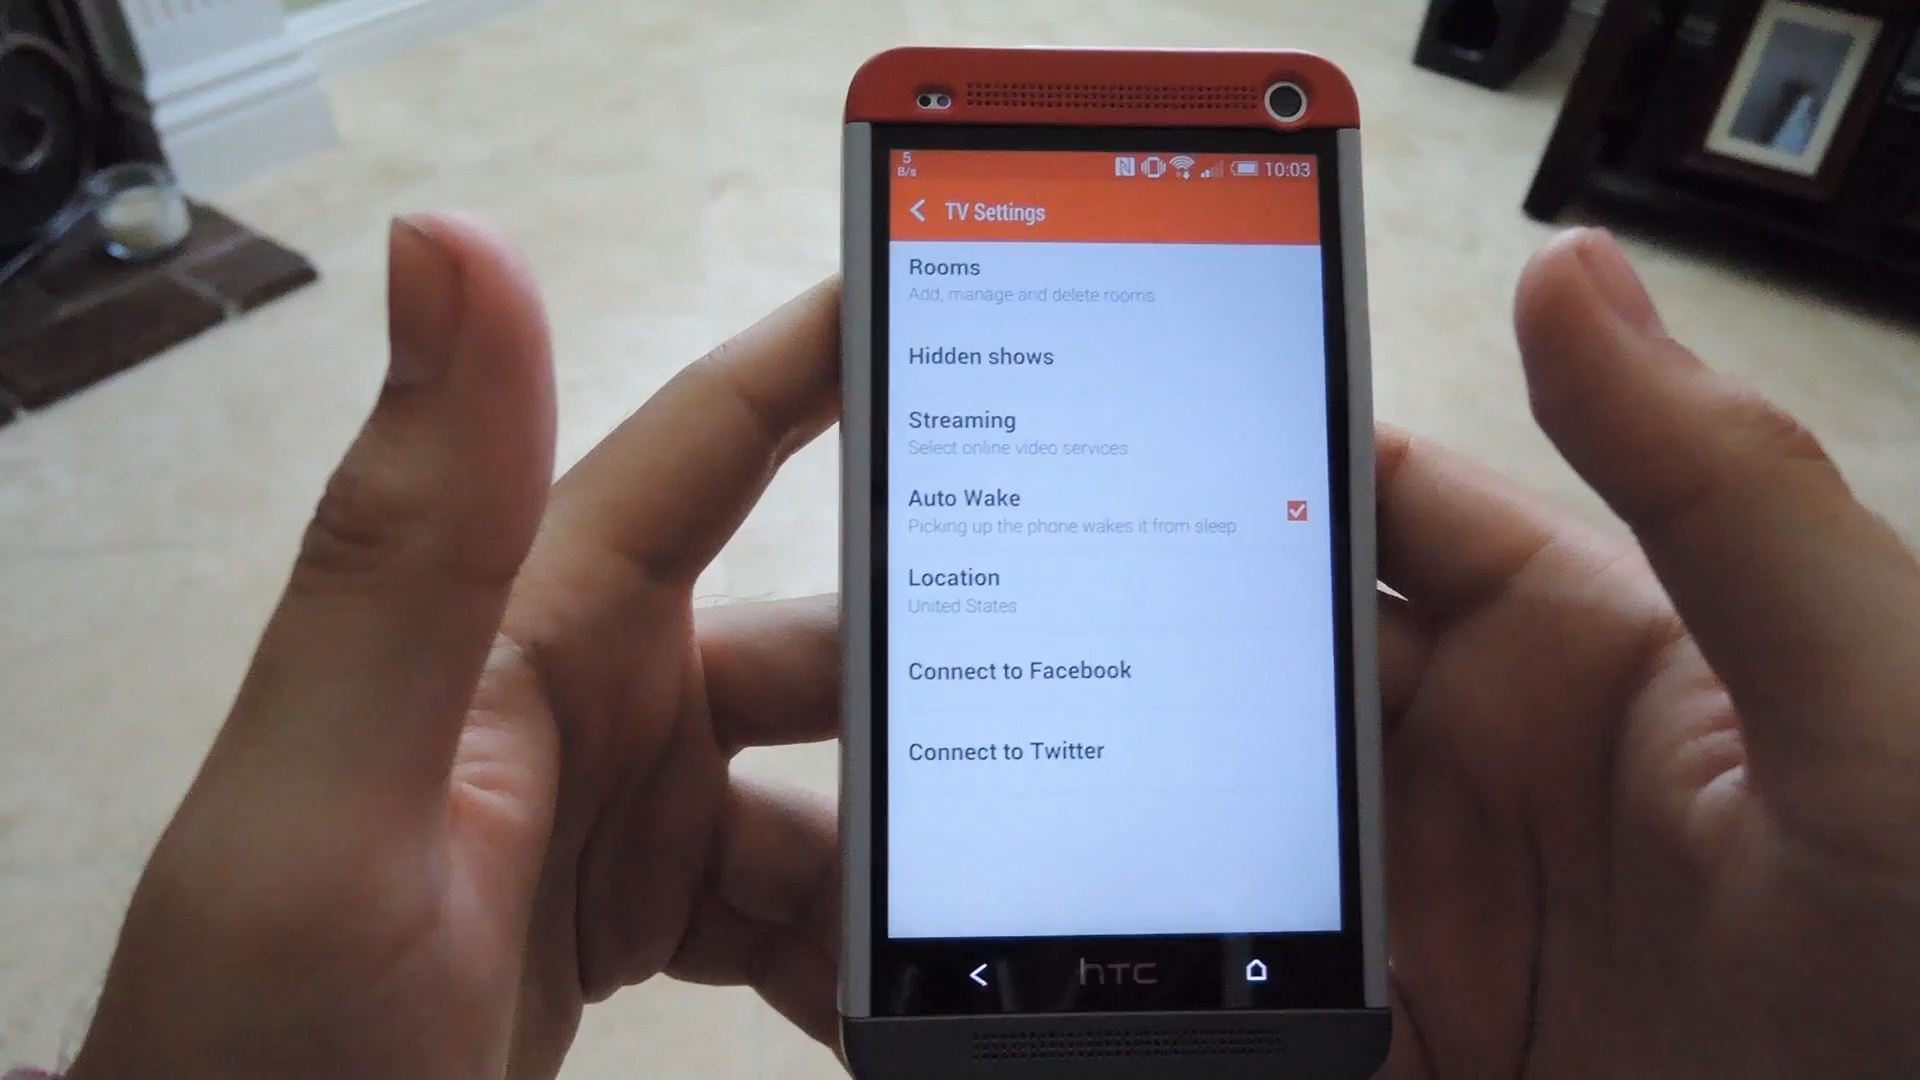 5
B/s
10:03
TV Settings
Rooms
Add, manage and delete rooms
Hidden shows
Streaming
Select online video services
Auto Wake
Picking up the phone wakes it from sleep
Location
United States
Connect to Facebook
Connect to Twitter
hTC